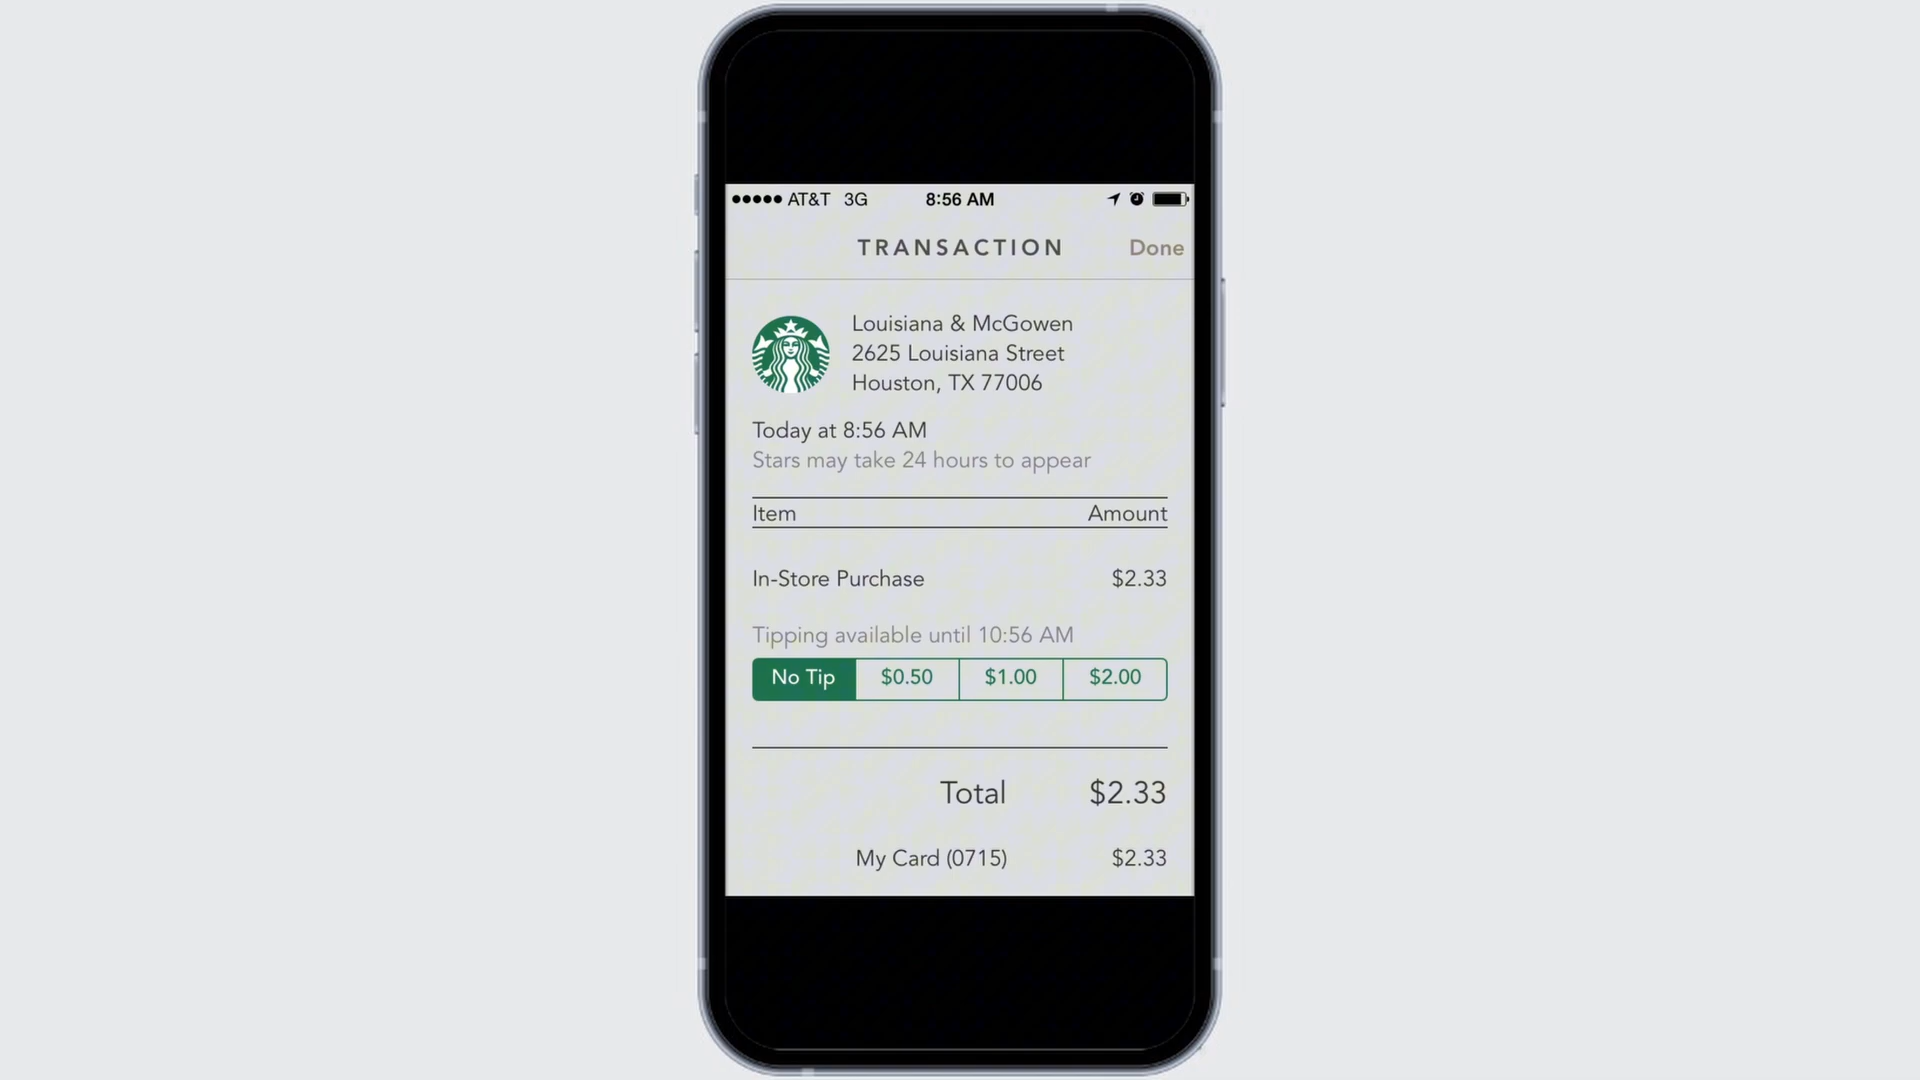 AT&T 3G 8:56 AM
TRANSACTION Done
Louisiana & McGowen
2625 Louisiana Street
Houston, TX 77006
Today at 8:56 AM
Stars may take 24 hours to appear
Item Amount
In-Store Purchase $2.33
Tipping available until 10:56 AM
No Tip $0.50 $1.00 $2.00
Total $2.33
My Card (0715) $2.33